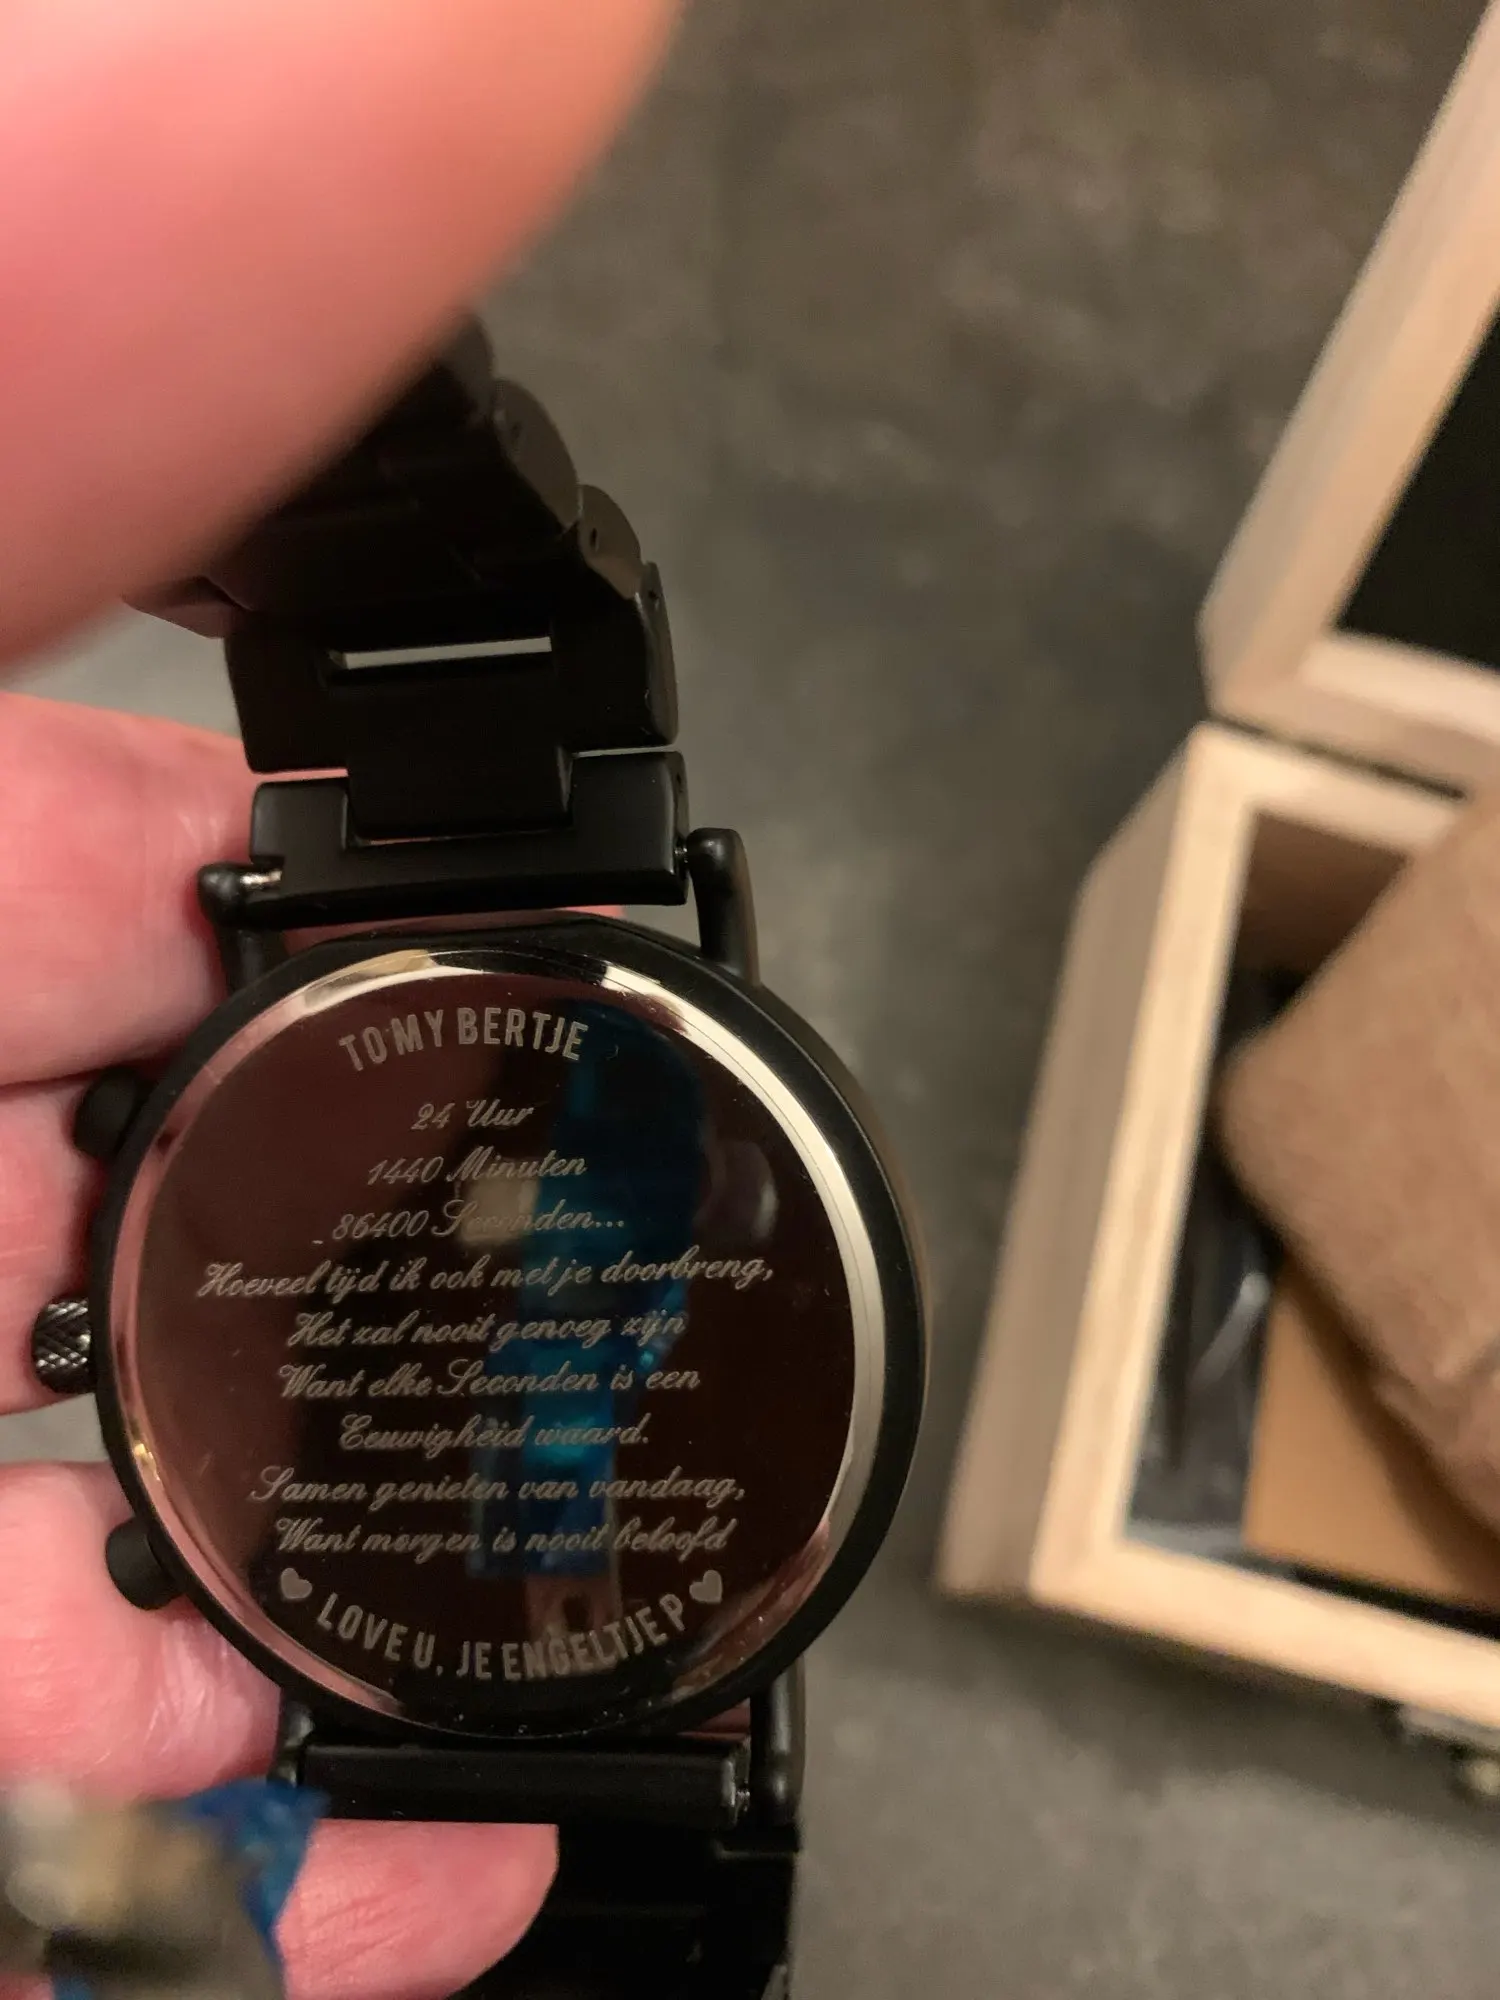 TO MY BERTJE
24 Uur
1440 Minuten
86400 Seconden...
Hoeveel tijd ik ook met je doorbreng,
Het zal nooit genoeg zijn
Want elke Seconden is een
Eeuwigheid waard.
Samen genieten van vandaag,
Want morgen is nooit beloofd
LOVE U, JE ENGELTJE P